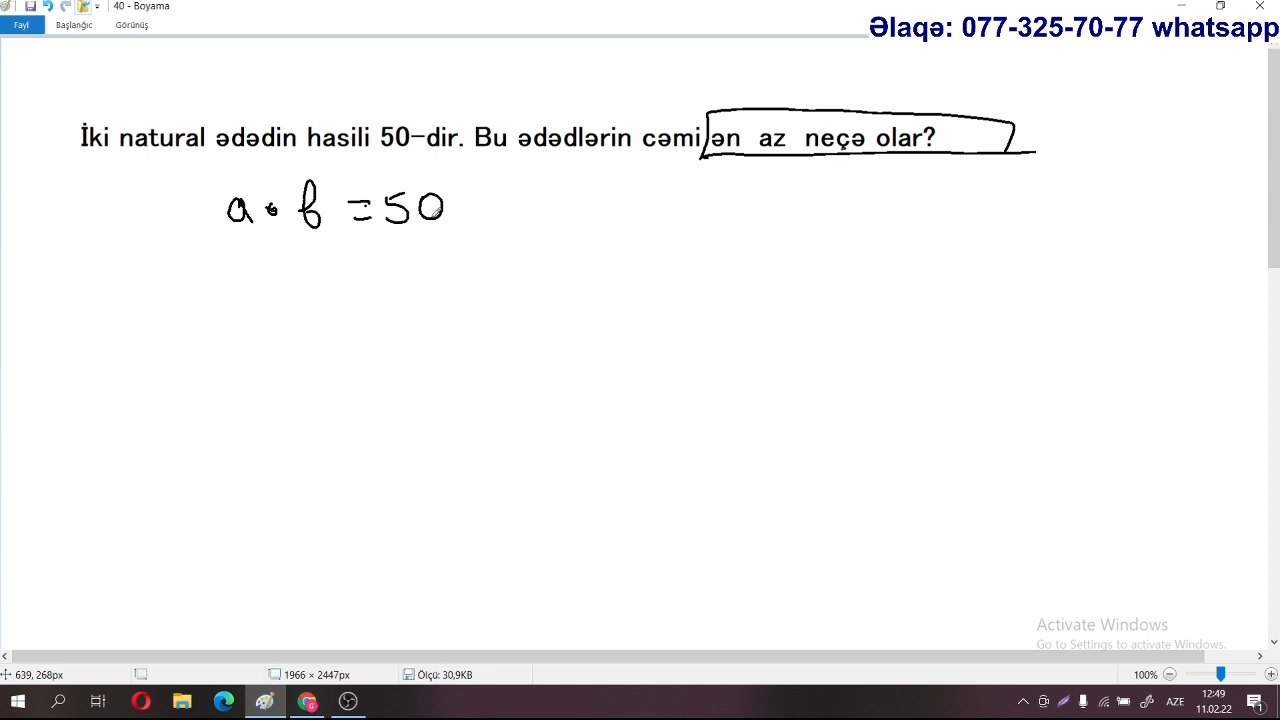 40 - Boyama
Əlaqə: 077-325-70-77 whatsapp
Fayl Başlanğıc Görünüş
İki natural ədədin hasili 50-dir. Bu ədədlərin cəmi ən az neçə olar?
a • b = 50
Activate Windows
Go to Settings to activate Windows.
639, 268px 1966 × 2447px Ölçü: 30,9KB 100%
AZE 12:49
11.02.22